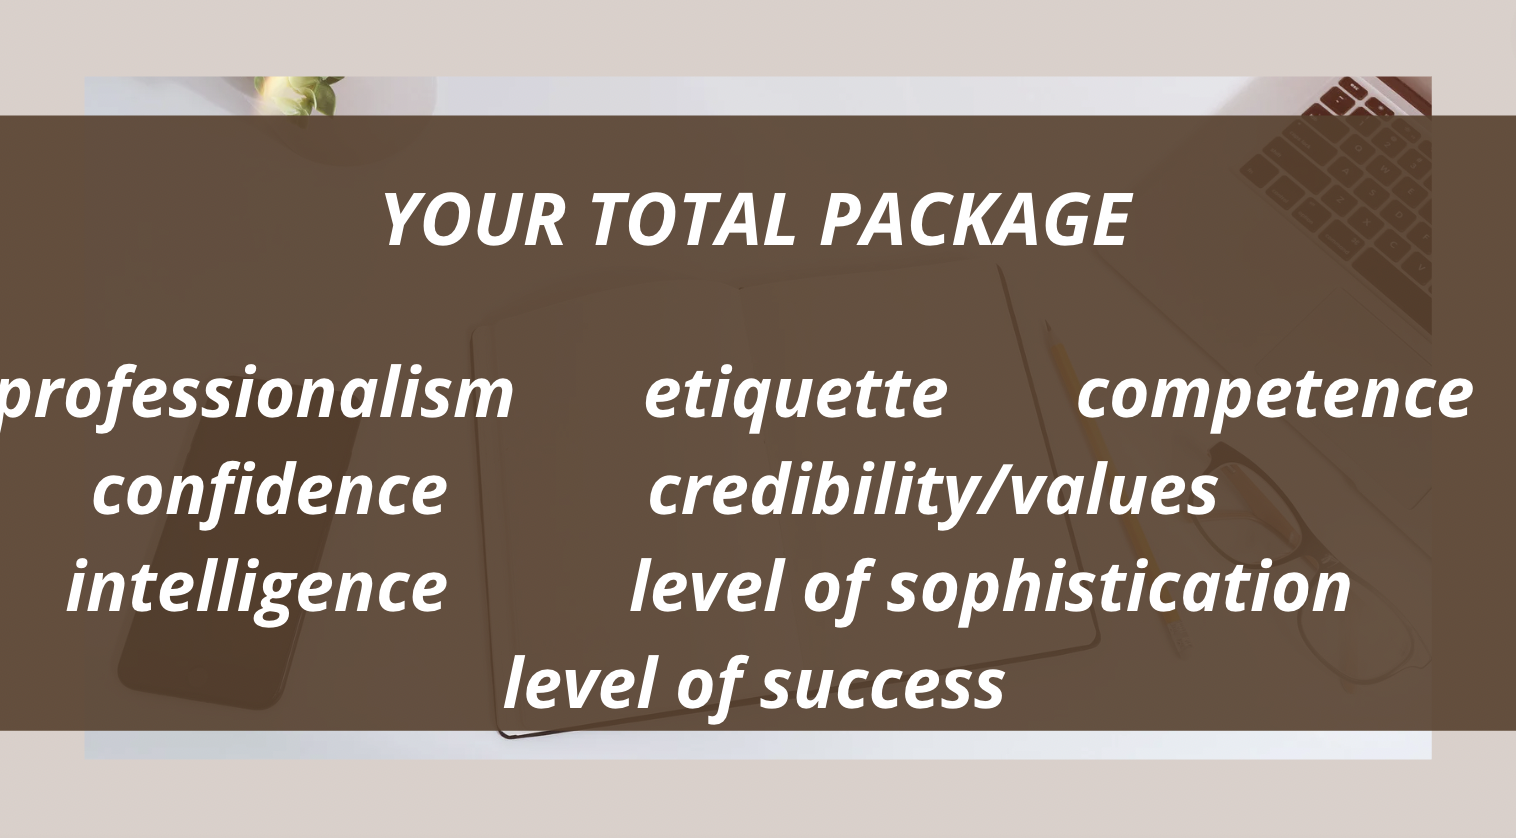 YOUR TOTAL PACKAGE
professionalism etiquette competence
confidence credibility/values
intelligence level of sophistication
level of success